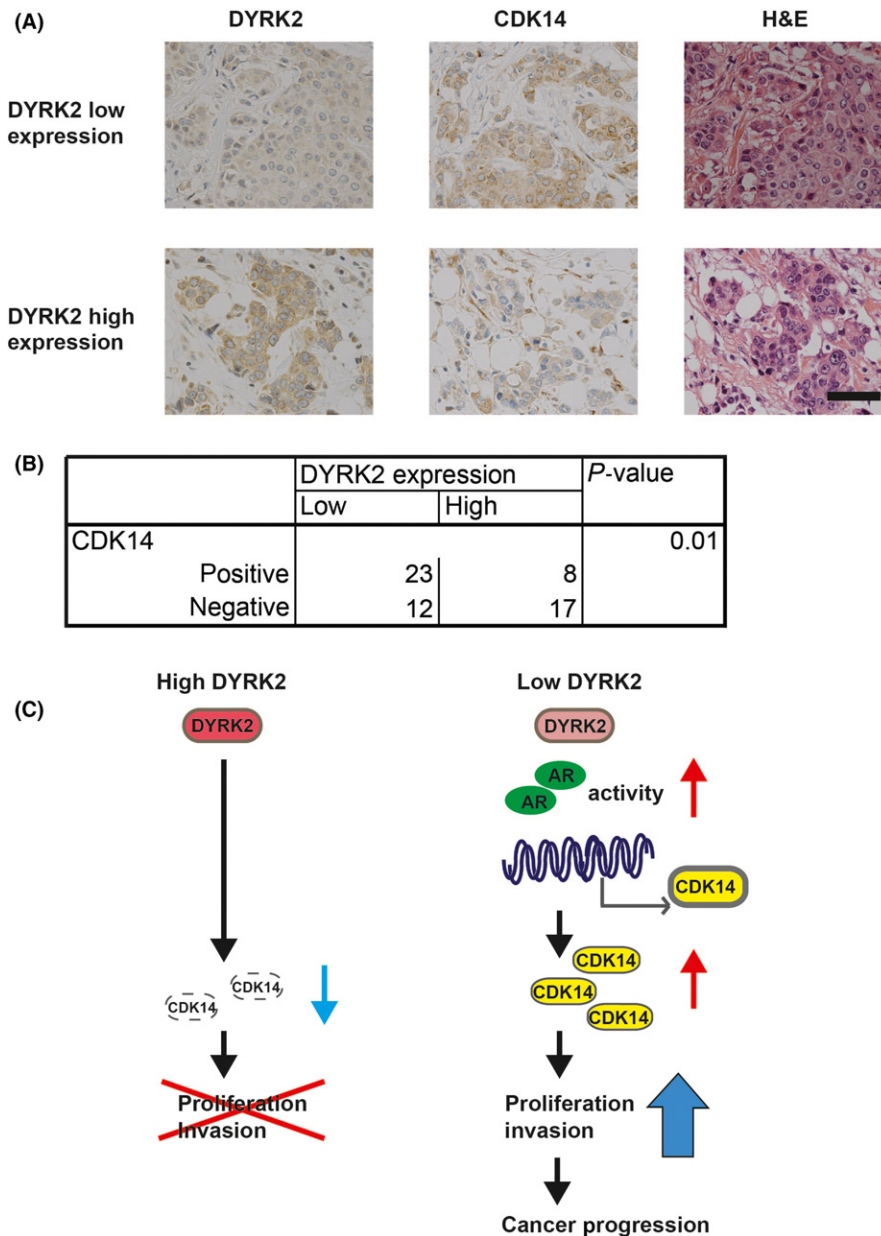 (A)
DYRK2 CDK14 H&E
DYRK2 low
expression
DYRK2 high
expression
(B)
DYRK2 expression P-value
Low High
CDK14 0.01
Positive 23 8
Negative 12 17
(C)
High DYRK2
DYRK2
CDK14
CDK14
Proliferation
Invasion
Low DYRK2
DYRK2
AR
AR
activity
CDK14
CDK14
CDK14
CDK14
Proliferation
invasion
Cancer progression